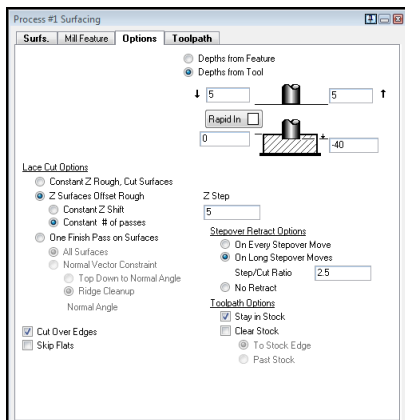 Process #1 Surfacing
Surfs. Mill Feature Options Toolpath
Depths from Feature
Depths from Tool
5 5
Rapid In
0 -40
Lace Cut Options
Constant Z Rough, Cut Surfaces
Z Surfaces Offset Rough
Constant Z Shift
Constant # of passes
One Finish Pass on Surfaces
All Surfaces
Normal Vector Constraint
Top Down to Normal Angle
Ridge Cleanup
Normal Angle
Cut Over Edges
Skip Flats
Z Step
5
Stepover Retract Options
On Every Stepover Move
On Long Stepover Moves
Step/Cut Ratio 2.5
No Retract
Toolpath Options
Stay in Stock
Clear Stock
To Stock Edge
Past Stock